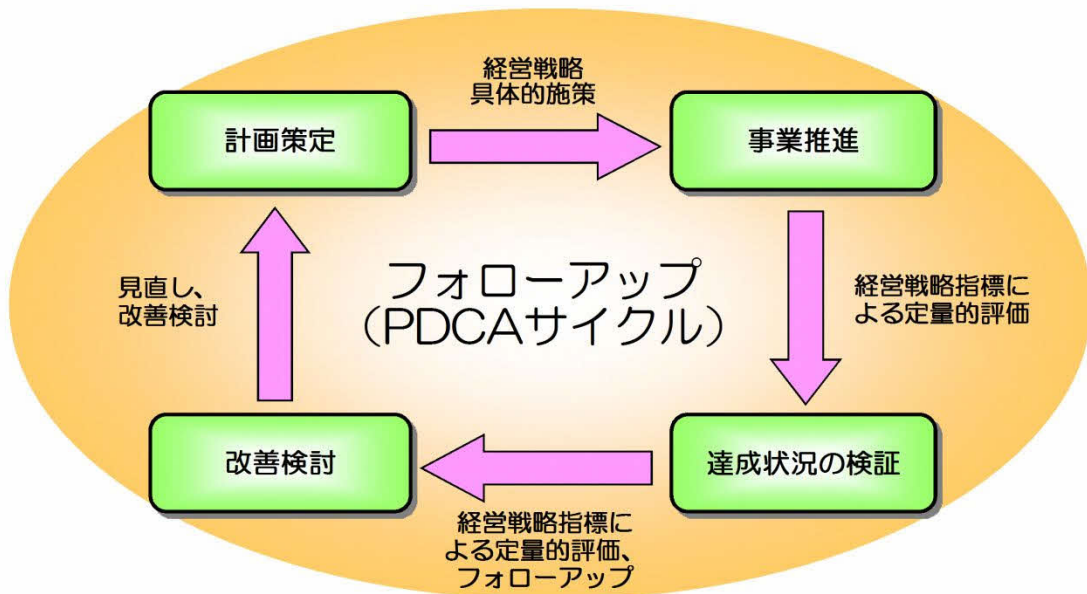 経営戦略
具体的施策
計画策定
事業推進
フォローアップ
（PDCAサイクル）
見直し、
改善検討
経営戦略指標に
よる定量的評価
改善検討
達成状況の検証
経営戦略指標に
よる定量的評価、
フォローアップ